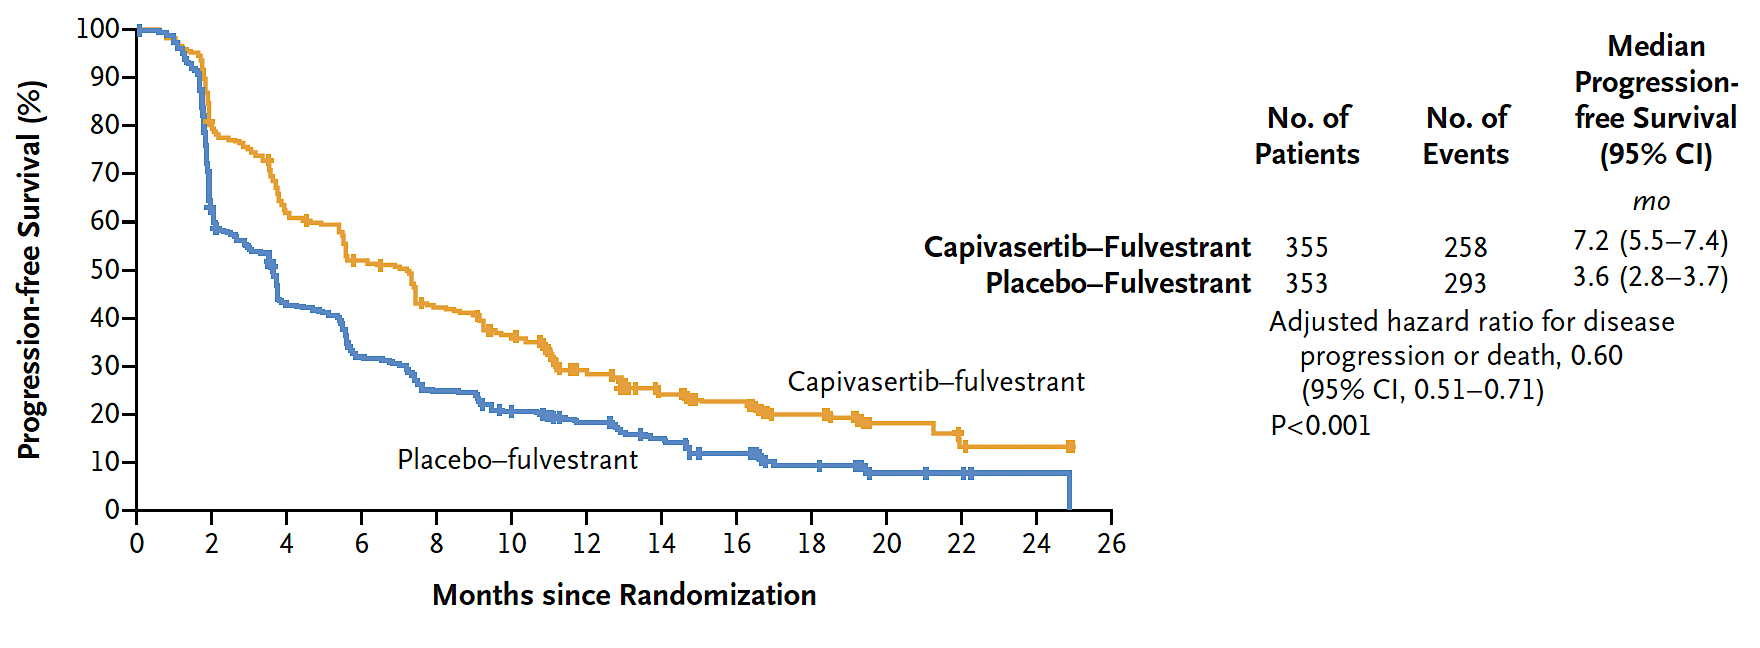 Progression-free Survival (%)
100
90
80
70
60
50
40
30
20
10
0
0 2 4 6 8 10 12 14 16 18 20 22 24 26
Months since Randomization
Capivasertib–fulvestrant
Placebo–fulvestrant
No. of
Patients
No. of
Events
Median
Progression-
free Survival
(95% CI)
mo
Capivasertib–Fulvestrant 355 258 7.2 (5.5–7.4)
Placebo–Fulvestrant 353 293 3.6 (2.8–3.7)
Adjusted hazard ratio for disease
progression or death, 0.60
(95% CI, 0.51–0.71)
P<0.001